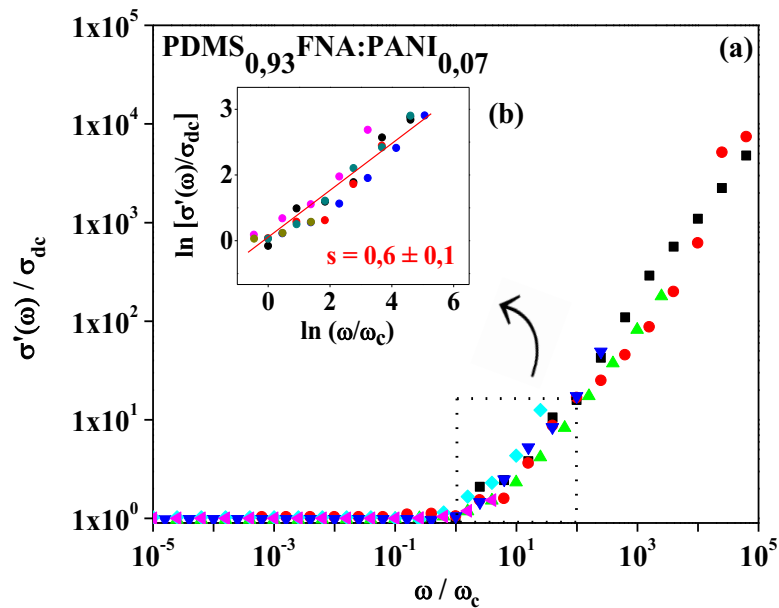 PDMS0,93FNA:PANI0,07
(a)
(b)
1x10^5
1x10^4
1x10^3
1x10^2
1x10^1
1x10^0
σ'(ω) / σdc
3
2
0
ln [σ'(ω)/σdc]
s = 0,6 ± 0,1
0 2 4 6
ln (ω/ωc)
10^-5 10^-3 10^-1 10^1 10^3 10^5
ω / ωc